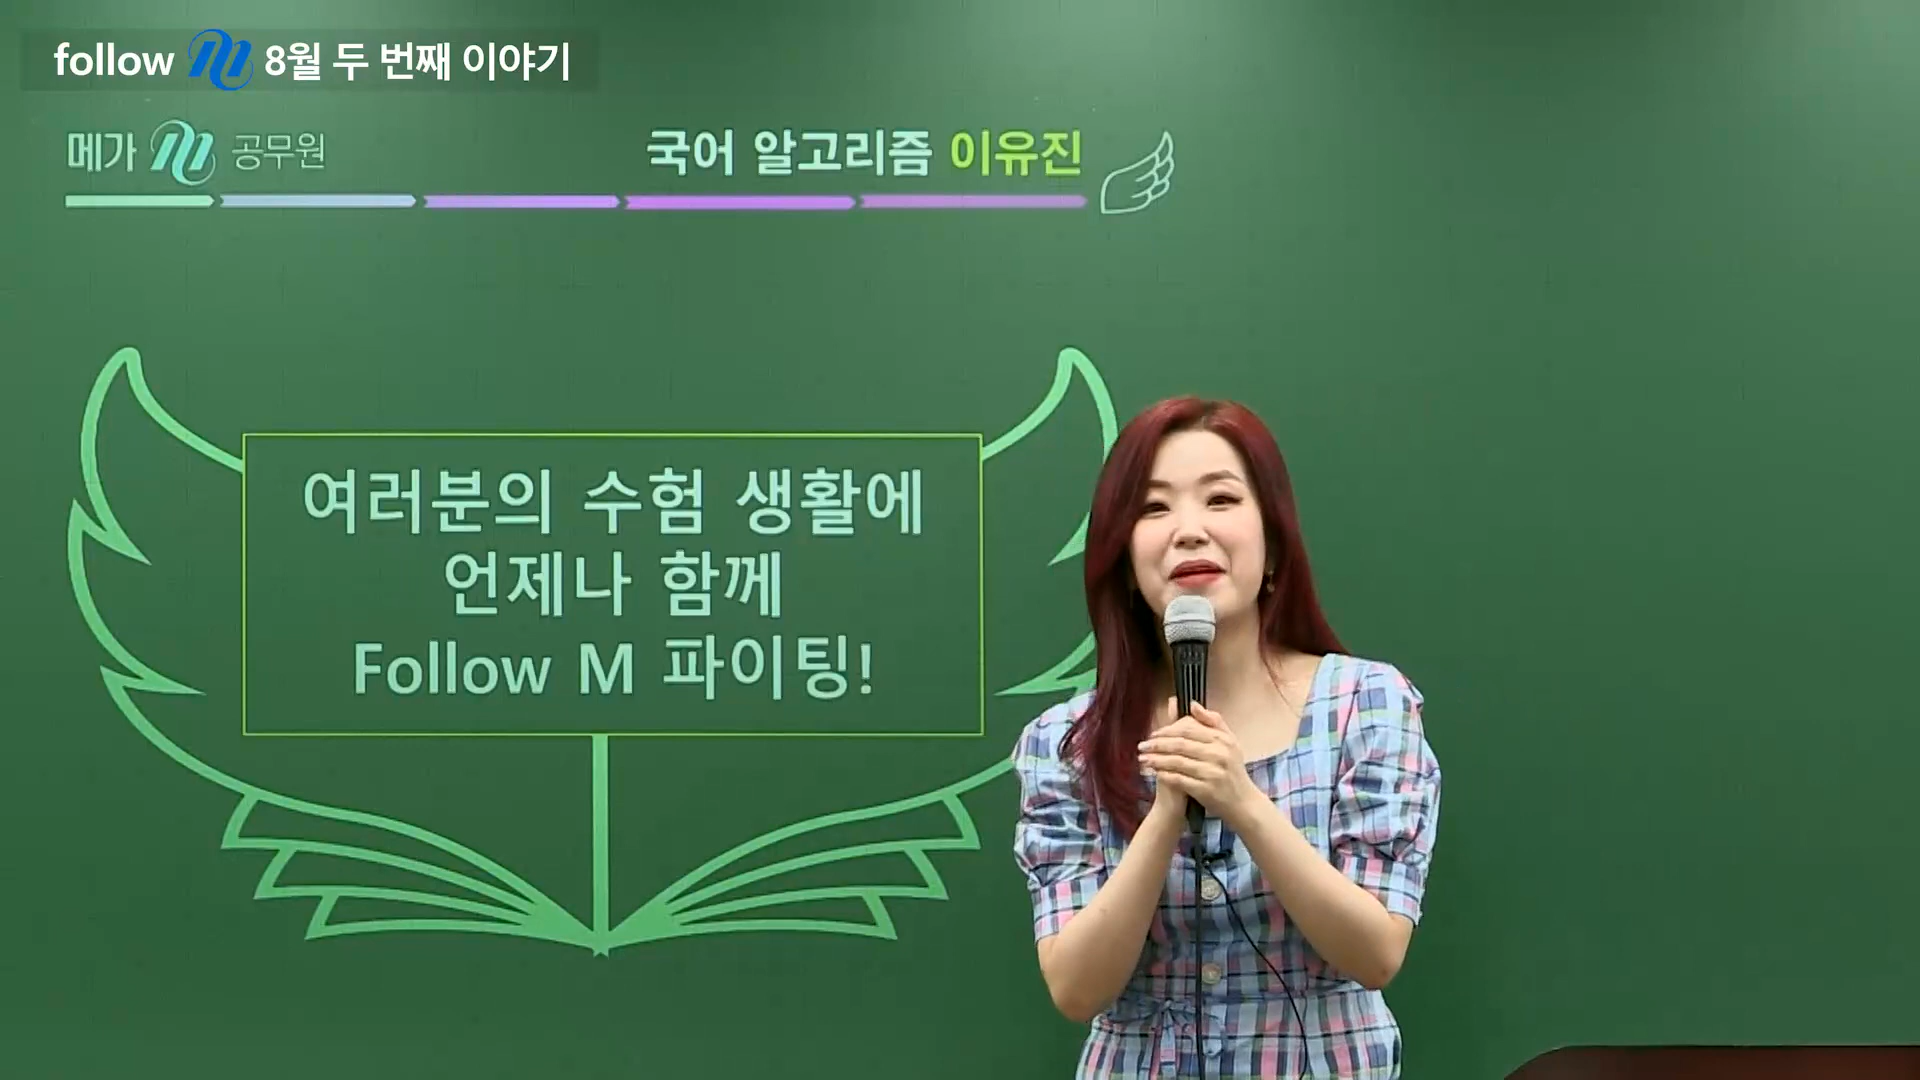 follow M 8월 두 번째 이야기
메가 M 공무원
국어 알고리즘 이유진
여러분의 수험 생활에
언제나 함께
Follow M 파이팅!